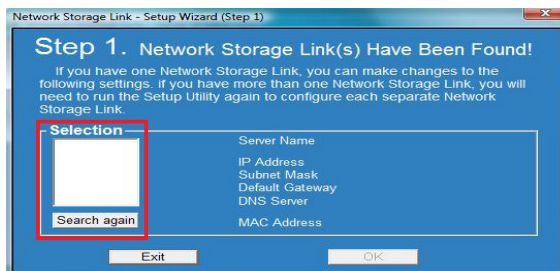 Network Storage Link - Setup Wizard (Step 1)
Step 1. Network Storage Link(s) Have Been Found!
If you have one Network Storage Link, you can make changes to the
following settings. if you have more than one Network Storage Link, you will
need to run the Setup Utility again to configure each separate Network
Storage Link.
Selection
Server Name
IP Address
Subnet Mask
Default Gateway
DNS Server
Search again
MAC Address
Exit
OK